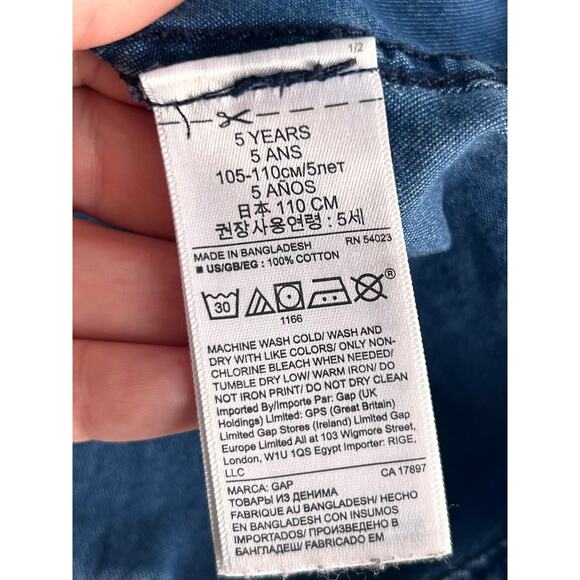 1/2
5 YEARS
5 ANS
105-110см/5лет
5 AÑOS
日本 110 CM
권장사용연령 : 5세
MADE IN BANGLADESH RN 54023
■ US/GB/EG : 100% COTTON
30 ®
1166
MACHINE WASH COLD/ WASH AND
DRY WITH LIKE COLORS/ ONLY NON-
CHLORINE BLEACH WHEN NEEDED/
TUMBLE DRY LOW/ WARM IRON/ DO
NOT IRON PRINT/ DO NOT DRY CLEAN
Imported By/Importe Par: Gap (UK
Holdings) Limited: GPS (Great Britain)
Limited Gap Stores (Ireland) Limited Gap
Europe Limited All at 103 Wigmore Street,
London, W1U 1QS Egypt Importer: RIGE,
LLC
MARCA: GAP CA 17897
ТОВАРЫ ИЗ ДЕНИМА
FABRIQUE AU BANGLADESH/ HECHO
EN BANGLADESH CON INSUMOS
IMPORTADOS/ ПРОИЗВЕДЕНО В
БАНГЛАДЕШ/ FABRICADO EM